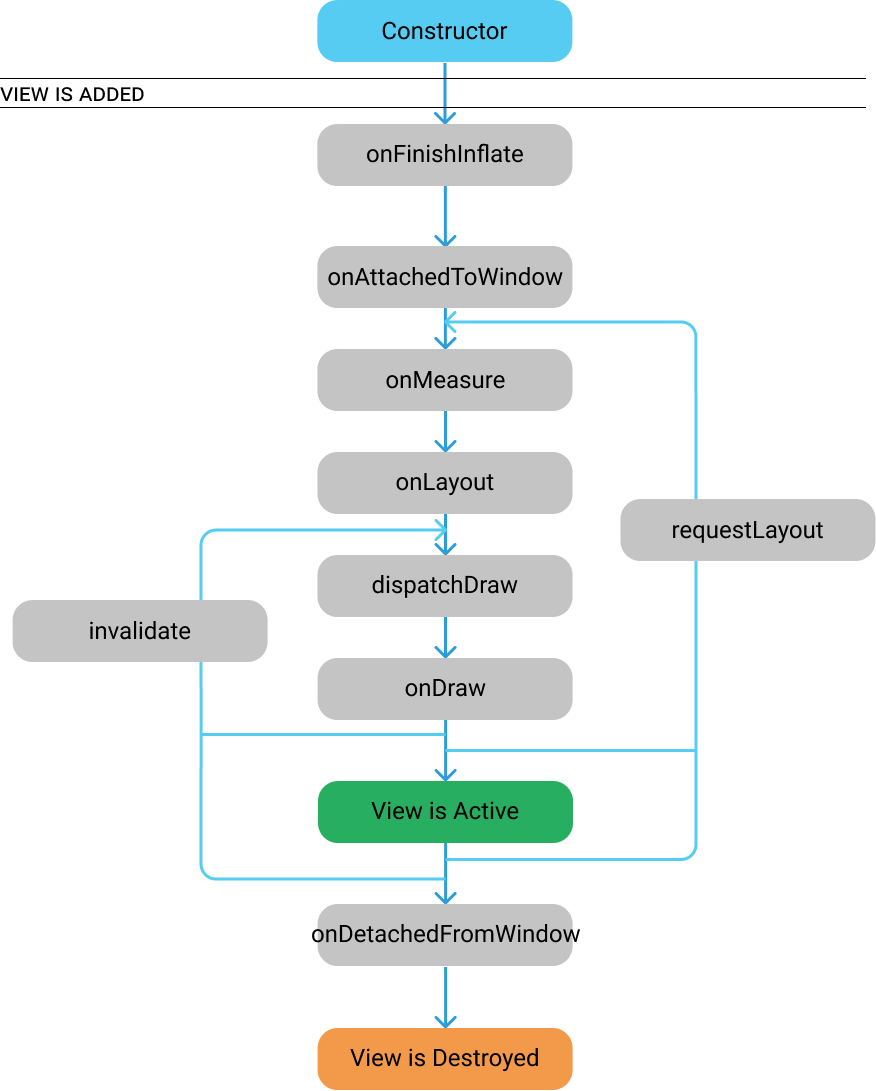 Constructor
VIEW IS ADDED
onFinishInflate
onAttachedToWindow
onMeasure
onLayout
requestLayout
dispatchDraw
invalidate
onDraw
View is Active
onDetachedFromWindow
View is Destroyed